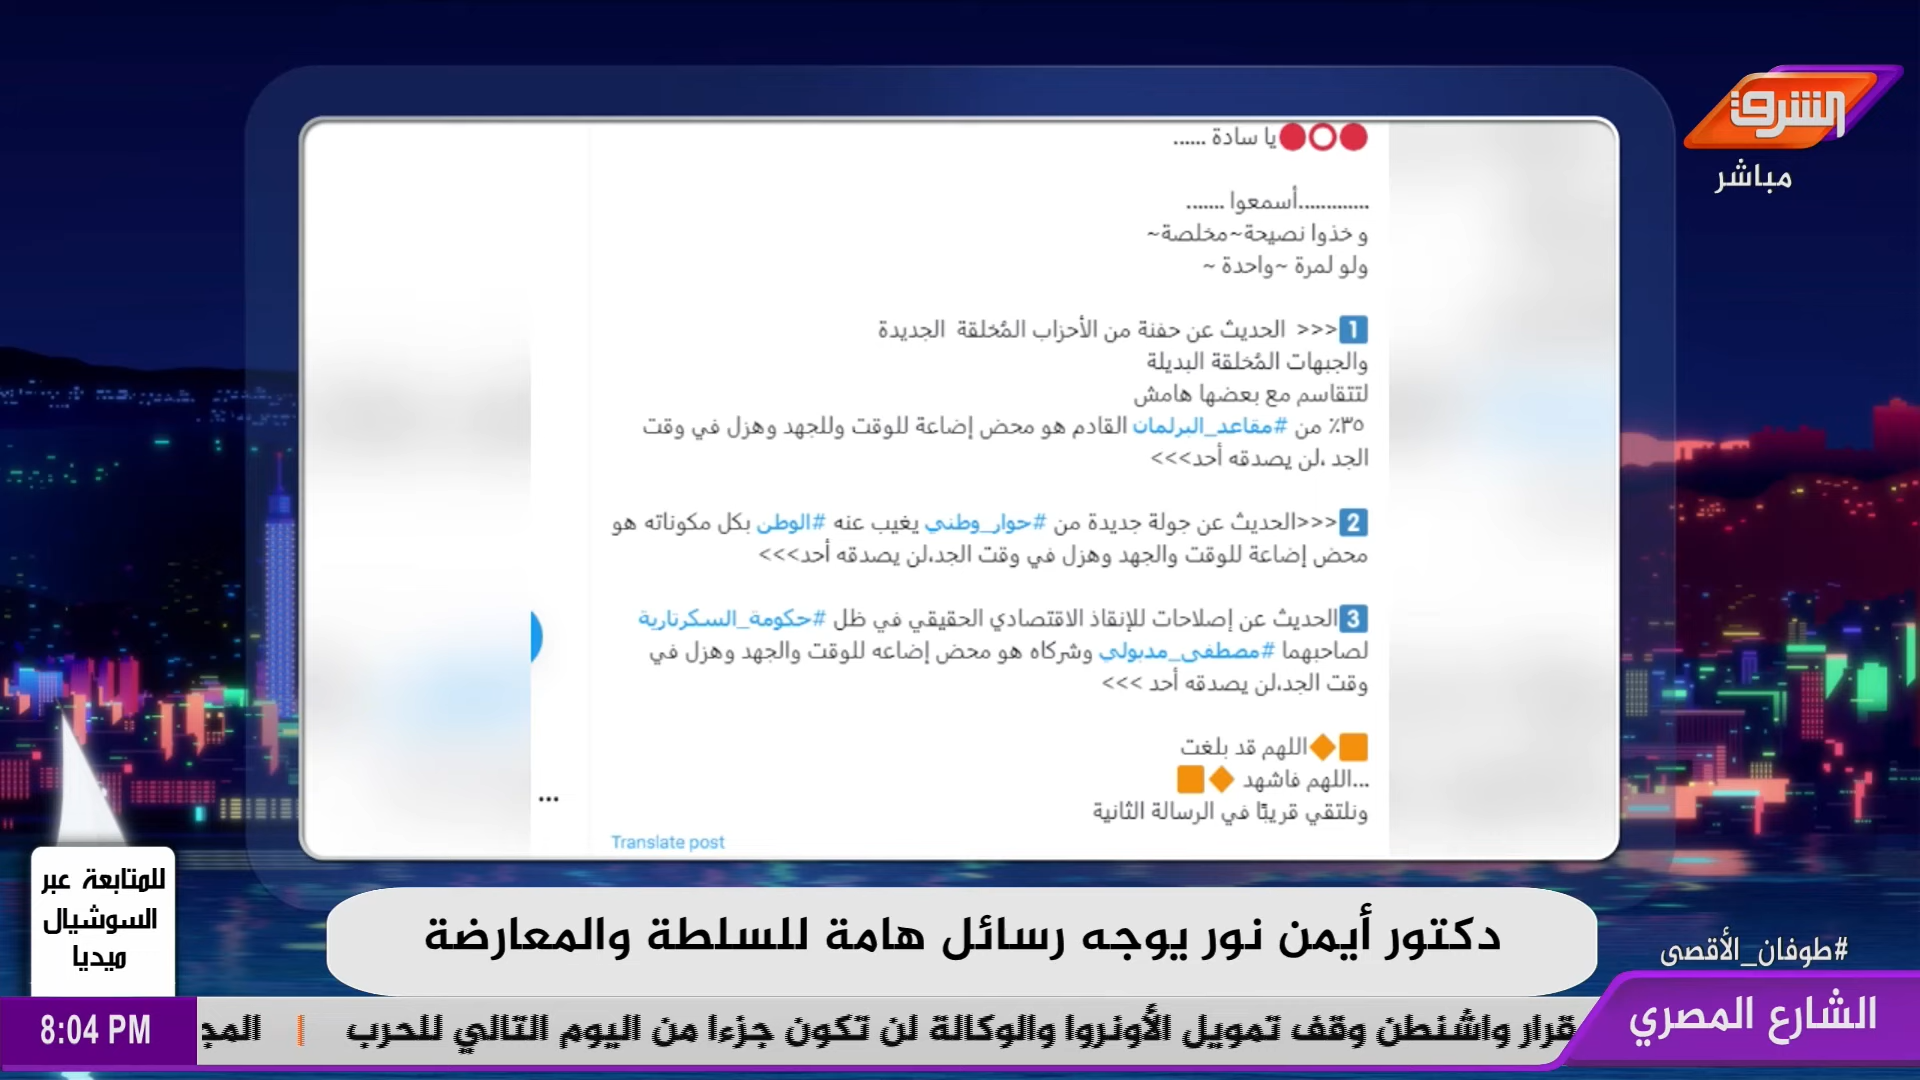 الشرق
مباشر
يا سادة ......
.............أسمعوا .......
و خذوا نصيحة~مخلصة~
ولو لمرة ~واحدة ~
1>>> الحديث عن حفنة من الأحزاب المُخلقة الجديدة
والجبهات المُخلقة البديلة
لتتقاسم مع بعضها هامش
٣٥٪ من #مقاعد_البرلمان القادم هو محض إضاعة للوقت وللجهد وهزل في وقت
الجد ،لن يصدقه أحد>>>
2>>>الحديث عن جولة جديدة من #حوار_وطني يغيب عنه #الوطن بكل مكوناته هو
محض إضاعة للوقت والجهد وهزل في وقت الجد،لن يصدقه أحد>>>
3الحديث عن إصلاحات للإنقاذ الاقتصادي الحقيقي في ظل #حكومة_السكرتارية
لصاحبهما #مصطفى_مدبولي وشركاه هو محض إضاعه للوقت والجهد وهزل في
وقت الجد،لن يصدقه أحد >>>
اللهم قد بلغت
...اللهم فاشهد
ونلتقي قريبًا في الرسالة الثانية
...
Translate post
للمتابعة عبر
السوشيال
ميديا
دكتور أيمن نور يوجه رسائل هامة للسلطة والمعارضة
#طوفان_الأقصى
الشارع المصري
قرار واشنطن وقف تمويل الأونروا والوكالة لن تكون جزءا من اليوم التالي للحرب | المج
8:04 PM